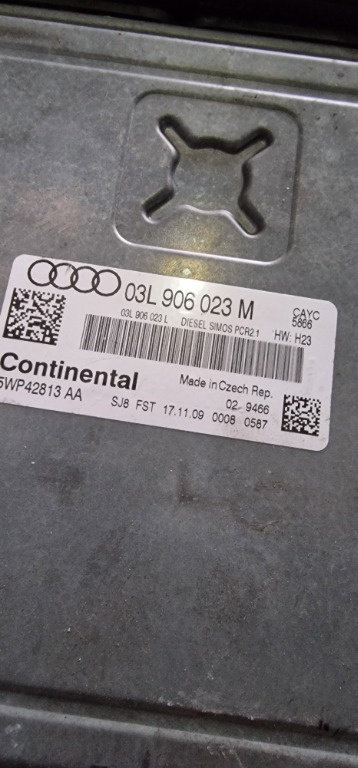 03L 906 023 M
CAYC
5866
03L 906 023 L DIESEL SIMOS PCR2.1 HW: H23
Continental
Made in Czech Rep.
5WP42813 AA
02 9466
SJ8 FST 17.11.09 0008 0587